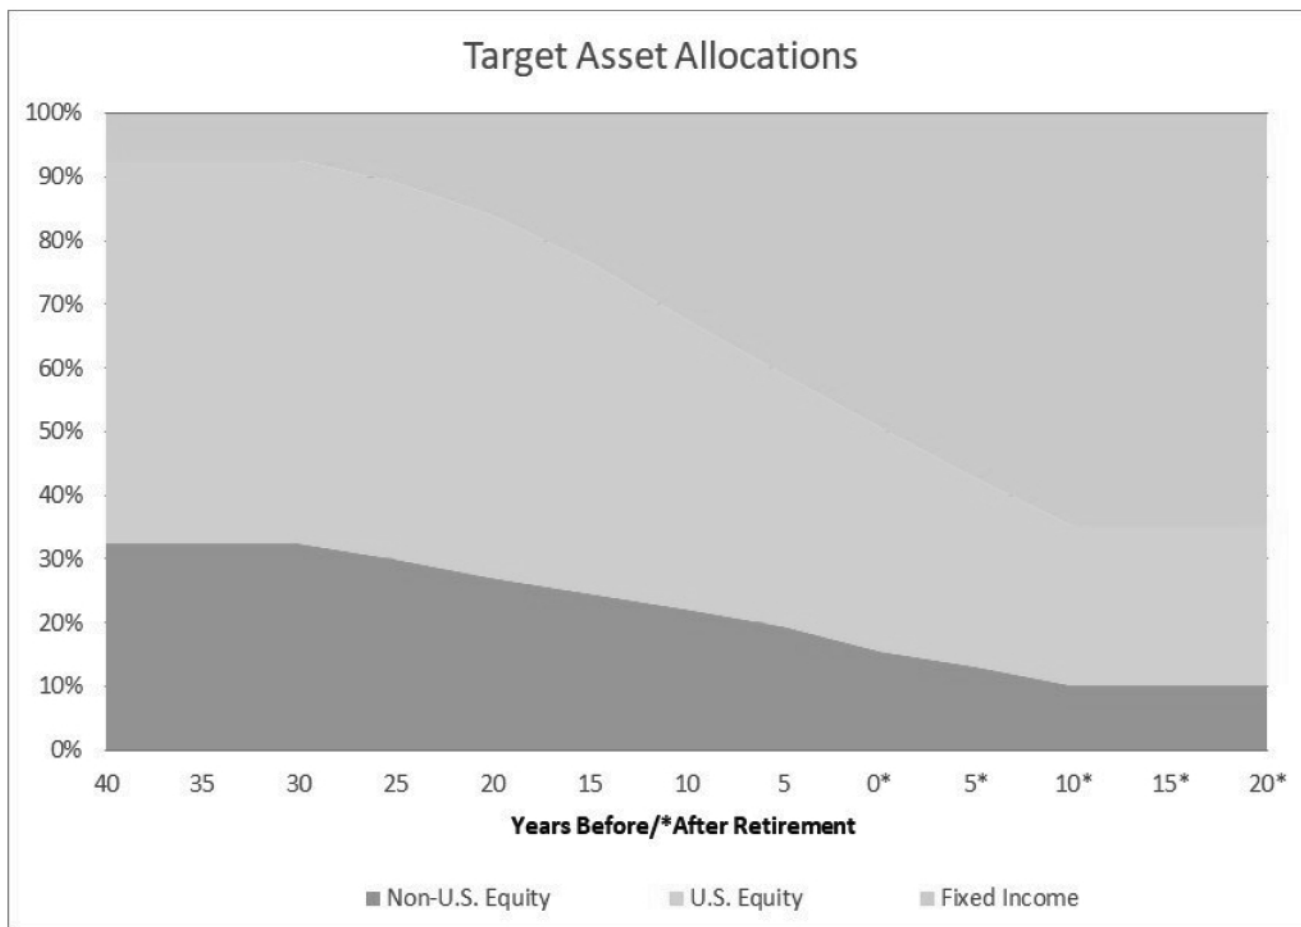 Target Asset Allocations
100%
90%
80%
70%
60%
50%
40%
30%
20%
10%
0%
40 35 30 25 20 15 10 5 0* 5* 10* 15* 20*
Years Before/*After Retirement
Non-U.S. Equity U.S. Equity Fixed Income